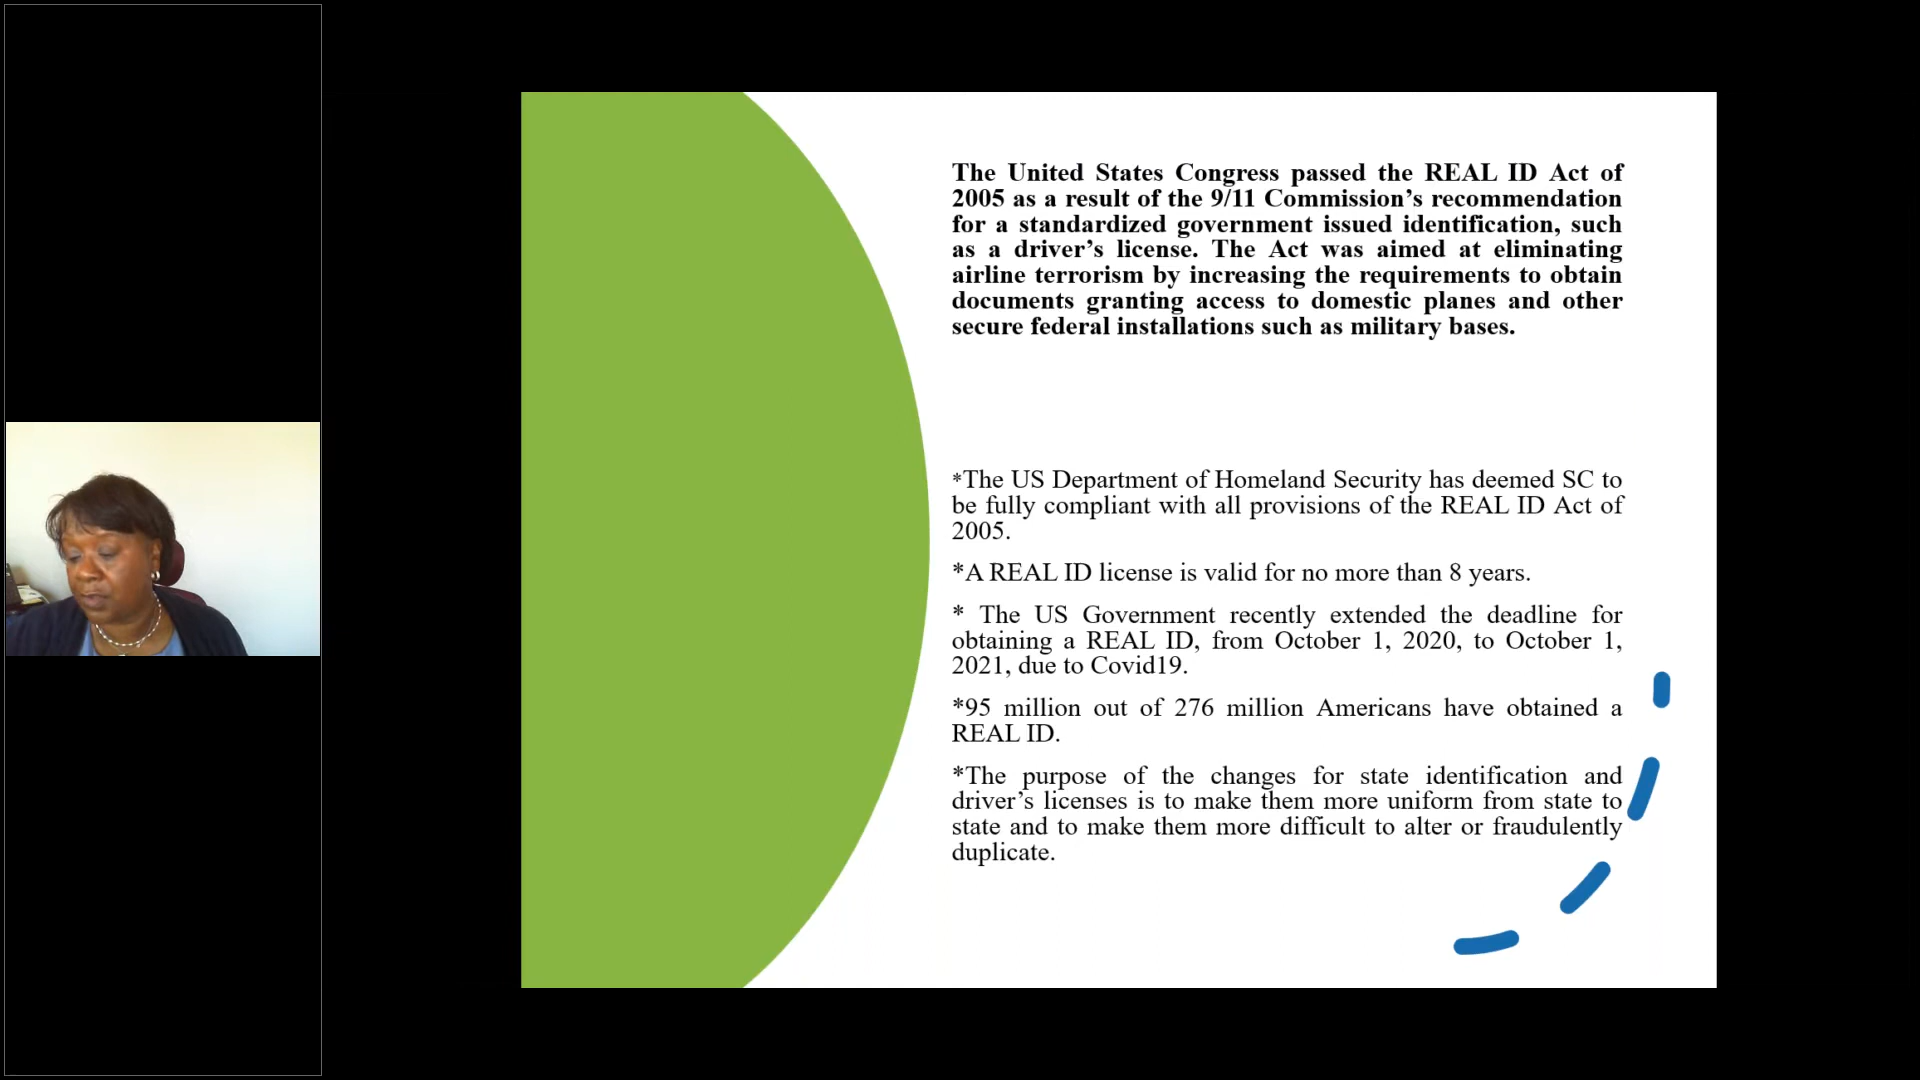 The United States Congress passed the REAL ID Act of
2005 as a result of the 9/11 Commission’s recommendation
for a standardized government issued identification, such
as a driver’s license. The Act was aimed at eliminating
airline terrorism by increasing the requirements to obtain
documents granting access to domestic planes and other
secure federal installations such as military bases.
*The US Department of Homeland Security has deemed SC to
be fully compliant with all provisions of the REAL ID Act of
2005.
*A REAL ID license is valid for no more than 8 years.
* The US Government recently extended the deadline for
obtaining a REAL ID, from October 1, 2020, to October 1,
2021, due to Covid19.
*95 million out of 276 million Americans have obtained a
REAL ID.
*The purpose of the changes for state identification and
driver’s licenses is to make them more uniform from state to
state and to make them more difficult to alter or fraudulently
duplicate.